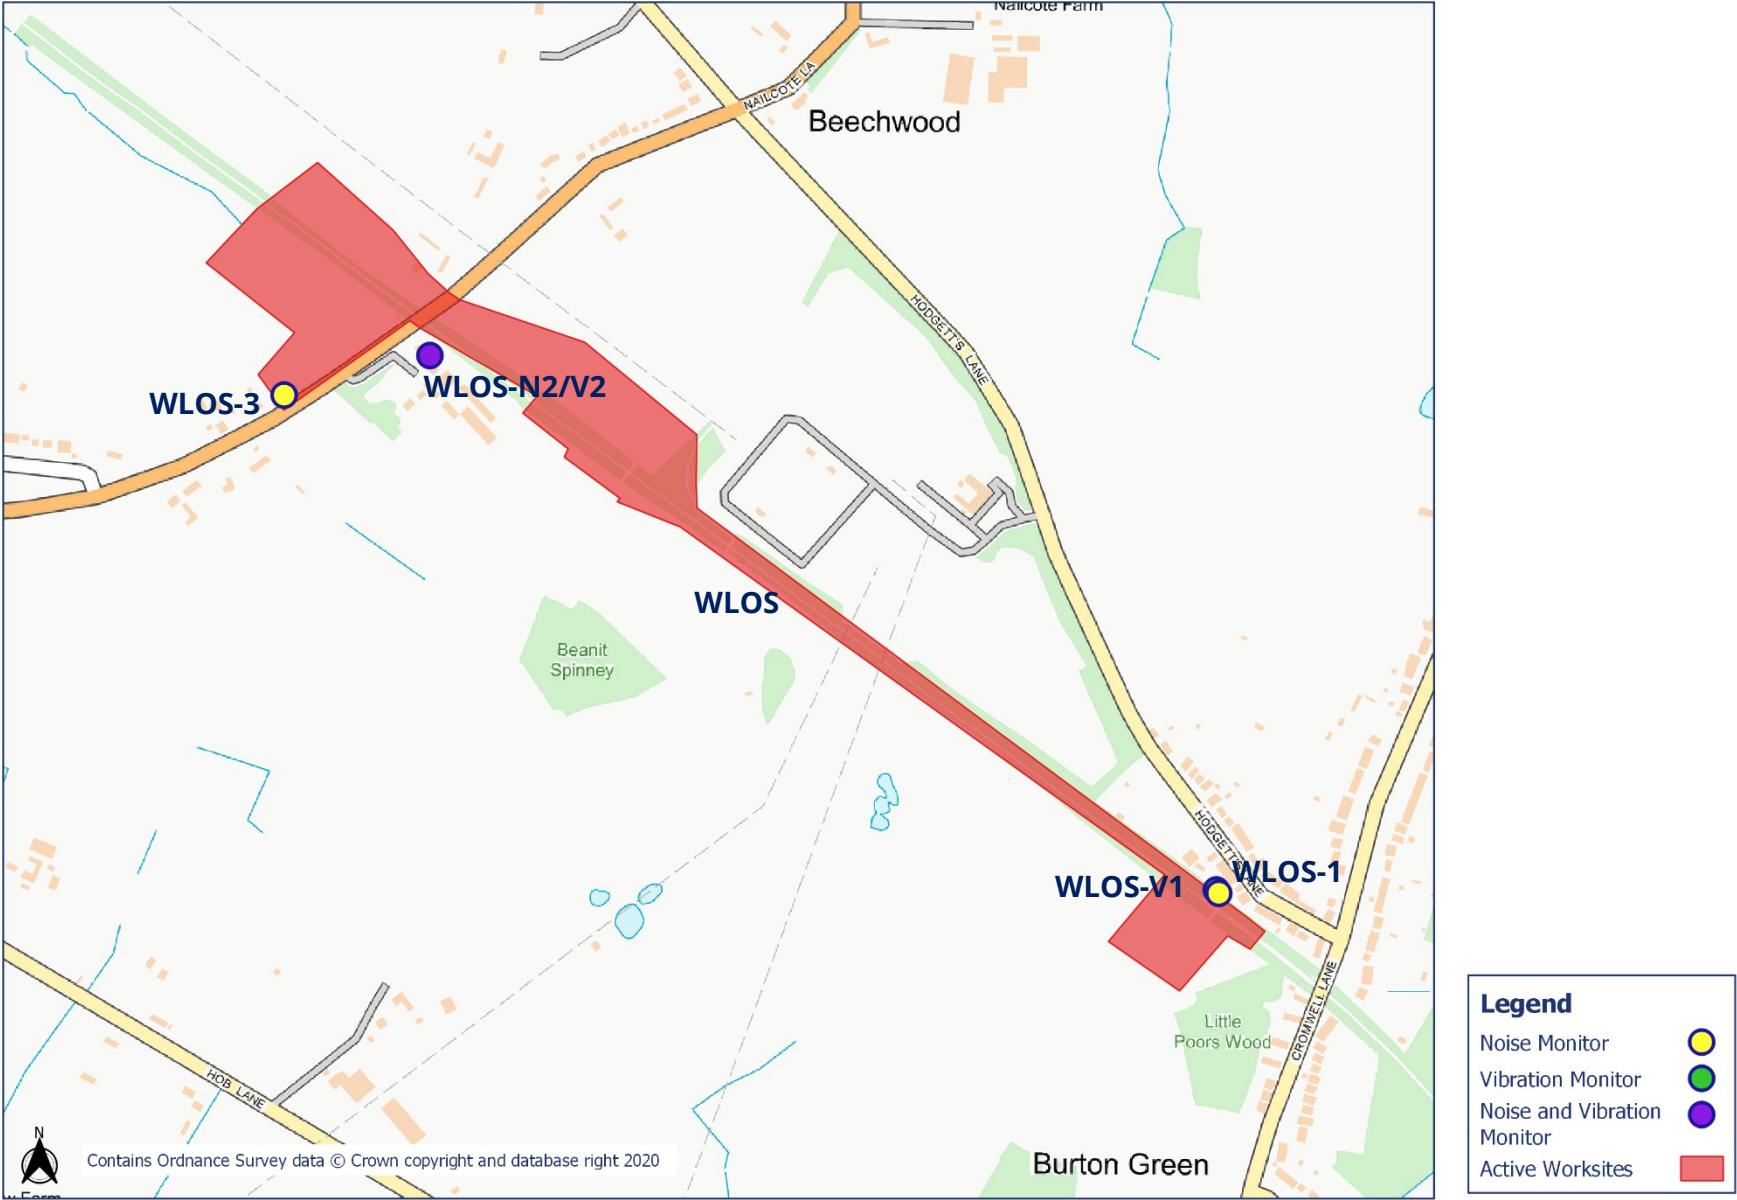 Nailcote Farm
NAILCOTE LA
Beechwood
HODGETT'S LANE
WLOS-3
WLOS-N2/V2
WLOS
Beanit
Spinney
HODGETT'S LANE
WLOS-1
WLOS-V1
Little
Poors Wood
CROMWELL LANE
HOB LANE
Burton Green
N
Contains Ordnance Survey data © Crown copyright and database right 2020
Farm
Legend
Noise Monitor
Vibration Monitor
Noise and Vibration
Monitor
Active Worksites